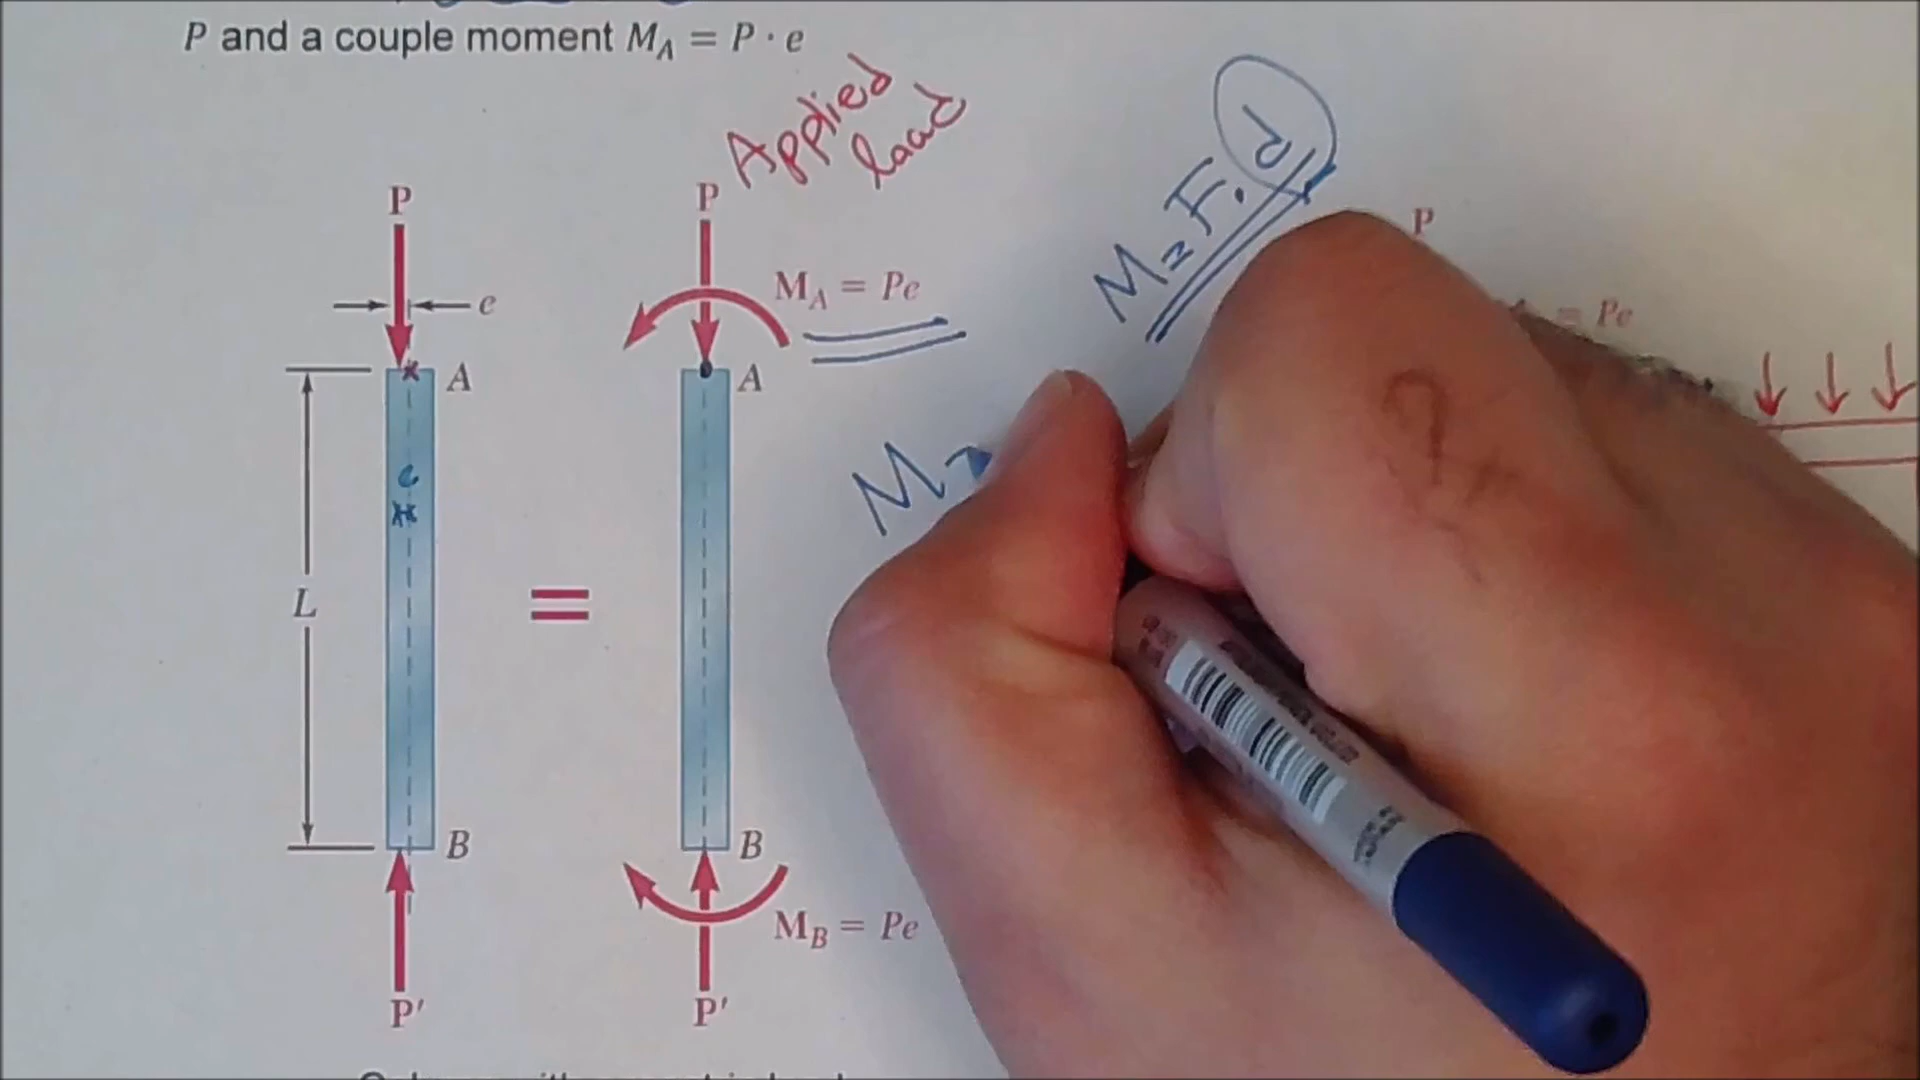 P and a couple moment M_A = P · e
Applied
load
M = F. d
P
P
P
e
M_A = Pe
= Pe
A
A
c
M
L
B
B
M_B = Pe
P'
P'